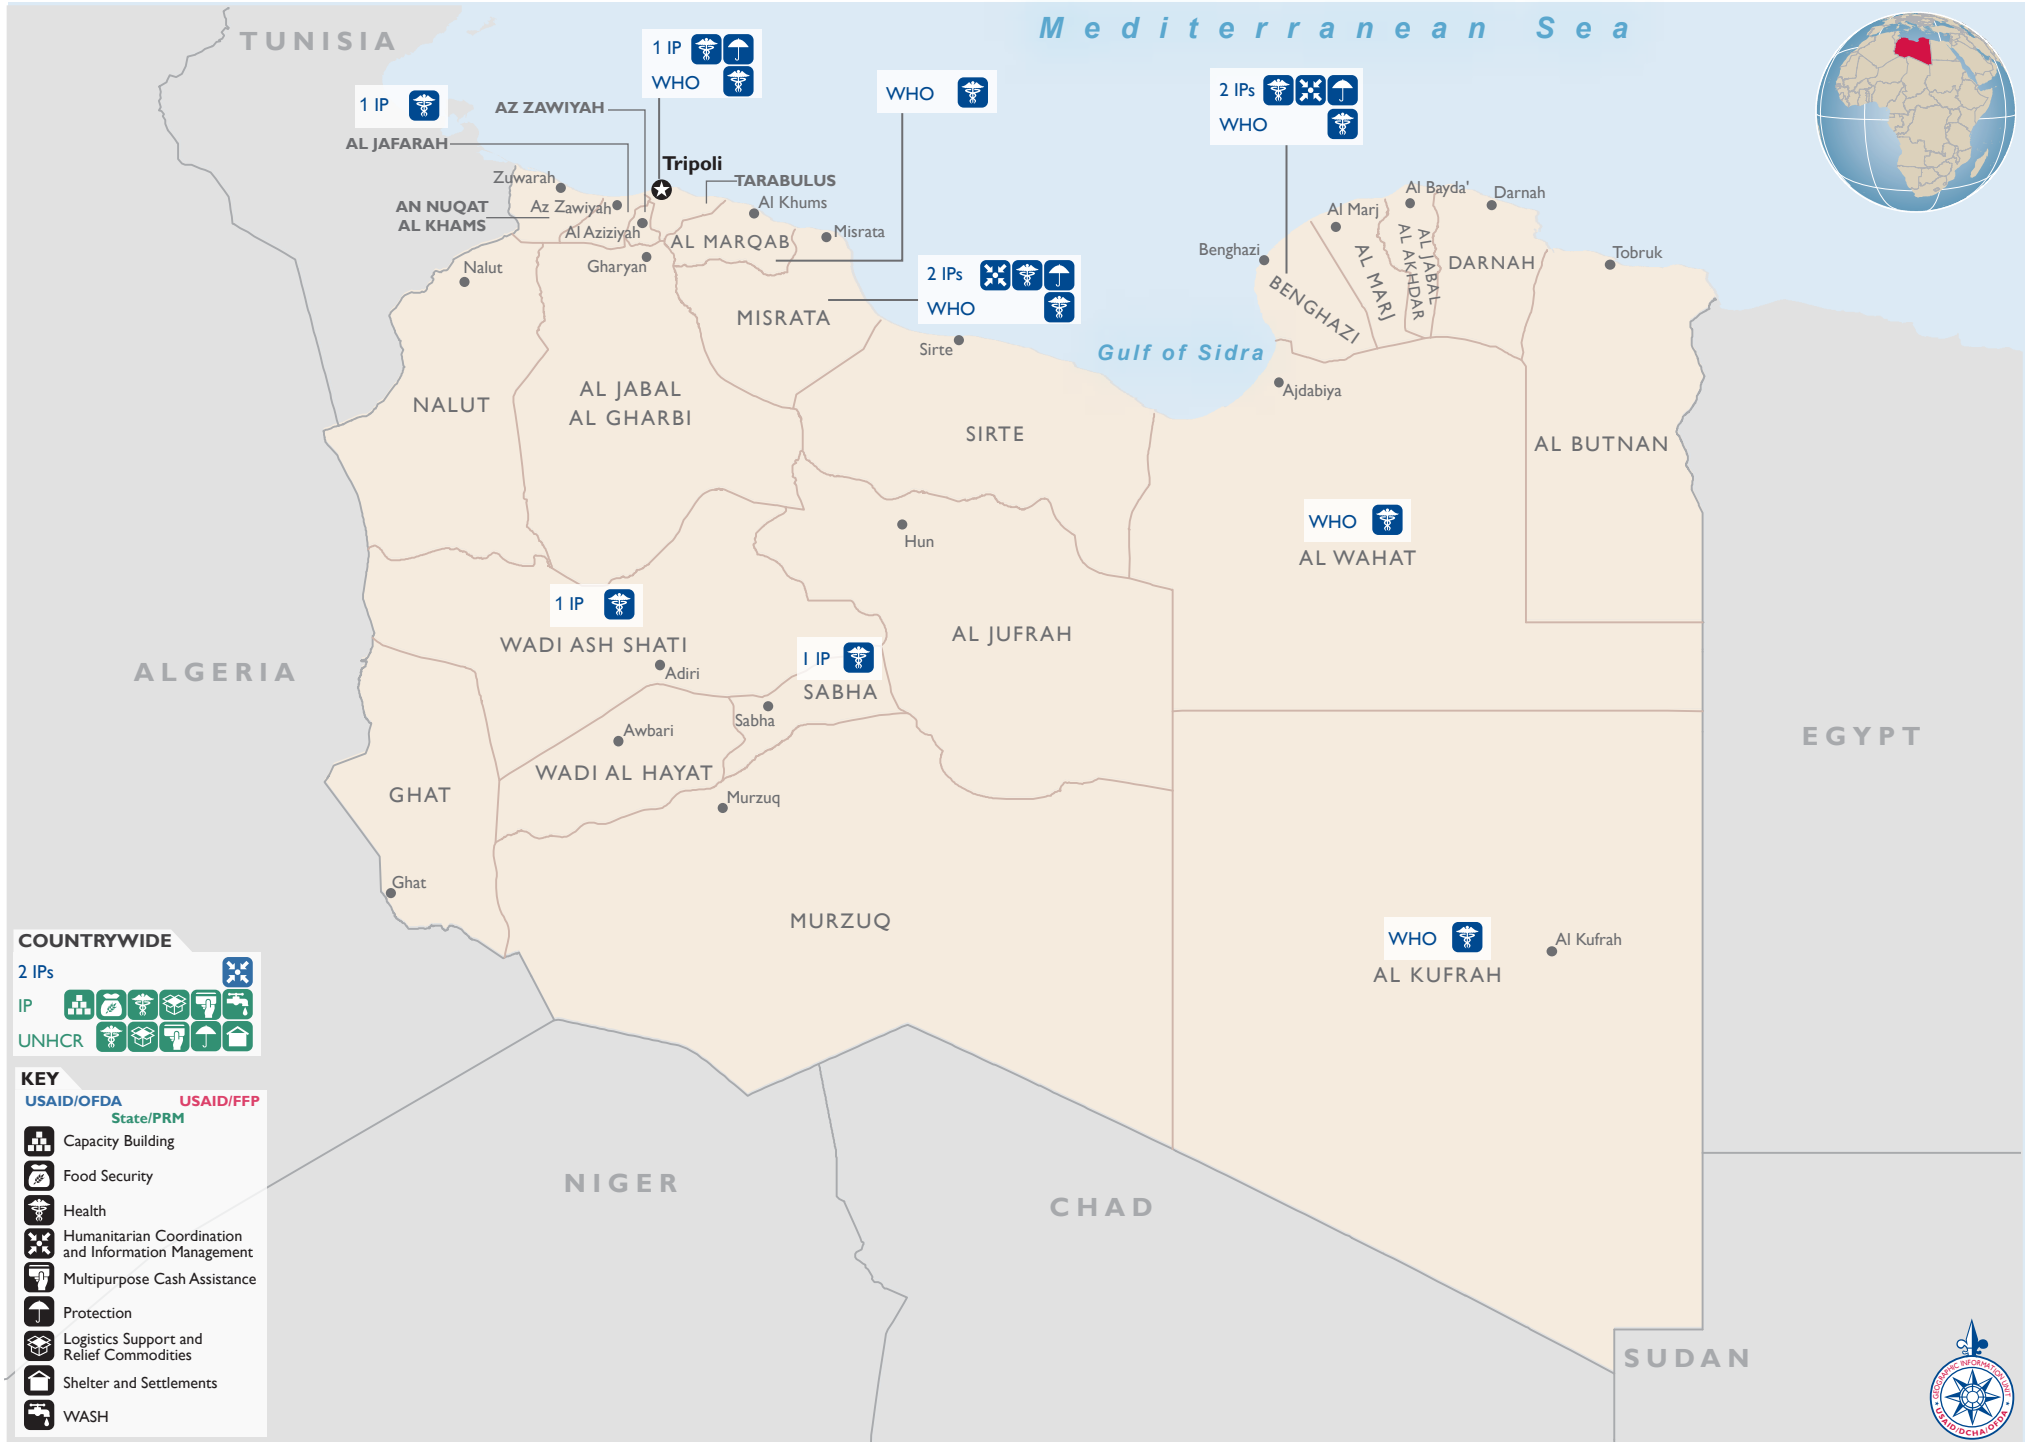 Mediterranean Sea
TUNISIA
1 IP
WHO
1 IP
AZ ZAWIYAH
WHO
2 IPs
WHO
AL JAFARAH
Tripoli
Zuwarah
TARABULUS
Al Bayda'
Darnah
AN NUQAT
AL KHAMS
Az Zawiyah
Al Khums
Al Marj
Al Aziziyah
AL MARQAB
Misrata
Benghazi
Tobruk
Nalut
Gharyan
2 IPs
WHO
BENGHAZI
AL MARJ
AL JABAL
AL AKHDAR
DARNAH
MISRATA
Sirte
Gulf of Sidra
Ajdabiya
NALUT
AL JABAL
AL GHARBI
SIRTE
AL BUTNAN
WHO
AL WAHAT
Hun
1 IP
WADI ASH SHATI
Adiri
AL JUFRAH
1 IP
SABHA
Sabha
ALGERIA
Awbari
WADI AL HAYAT
EGYPT
GHAT
Murzuq
Ghat
MURZUQ
WHO
AL KUFRAH
Al Kufrah
COUNTRYWIDE
2 IPs
IP
UNHCR
KEY
USAID/OFDA
USAID/FFP
State/PRM
Capacity Building
Food Security
Health
Humanitarian Coordination
and Information Management
Multipurpose Cash Assistance
Protection
Logistics Support and
Relief Commodities
Shelter and Settlements
WASH
NIGER
CHAD
SUDAN
GEOGRAPHIC INFORMATION UNIT
USAID/DCHA/OFDA